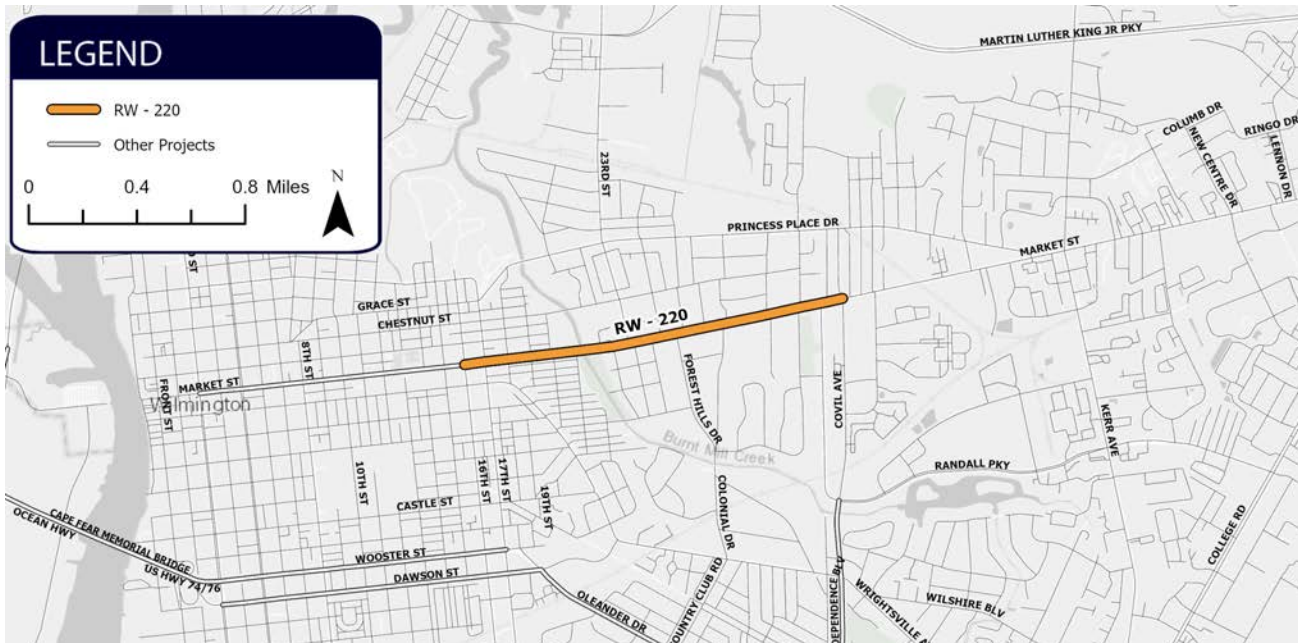 LEGEND
RW - 220
Other Projects
0 0.4 0.8 Miles
N
MARTIN LUTHER KING JR PKY
COLUMB DR
RINGO DR
NEW CENTRE DR
LENNON DR
23RD ST
PRINCESS PLACE DR
MARKET ST
GRACE ST
CHESTNUT ST
RW - 220
8TH ST
MARKET ST
FRONT ST
Wilmington
FOREST HILLS DR
COVIL AVE
KERR AVE
Burnt Mill Creek
RANDALL PKY
10TH ST
16TH ST
17TH ST
19TH ST
CASTLE ST
COLONIAL DR
COLLEGE RD
CAPE FEAR MEMORIAL BRIDGE
OCEAN HWY
US HWY 74/76
WOOSTER ST
DAWSON ST
OLEANDER DR
WILSHIRE BLV